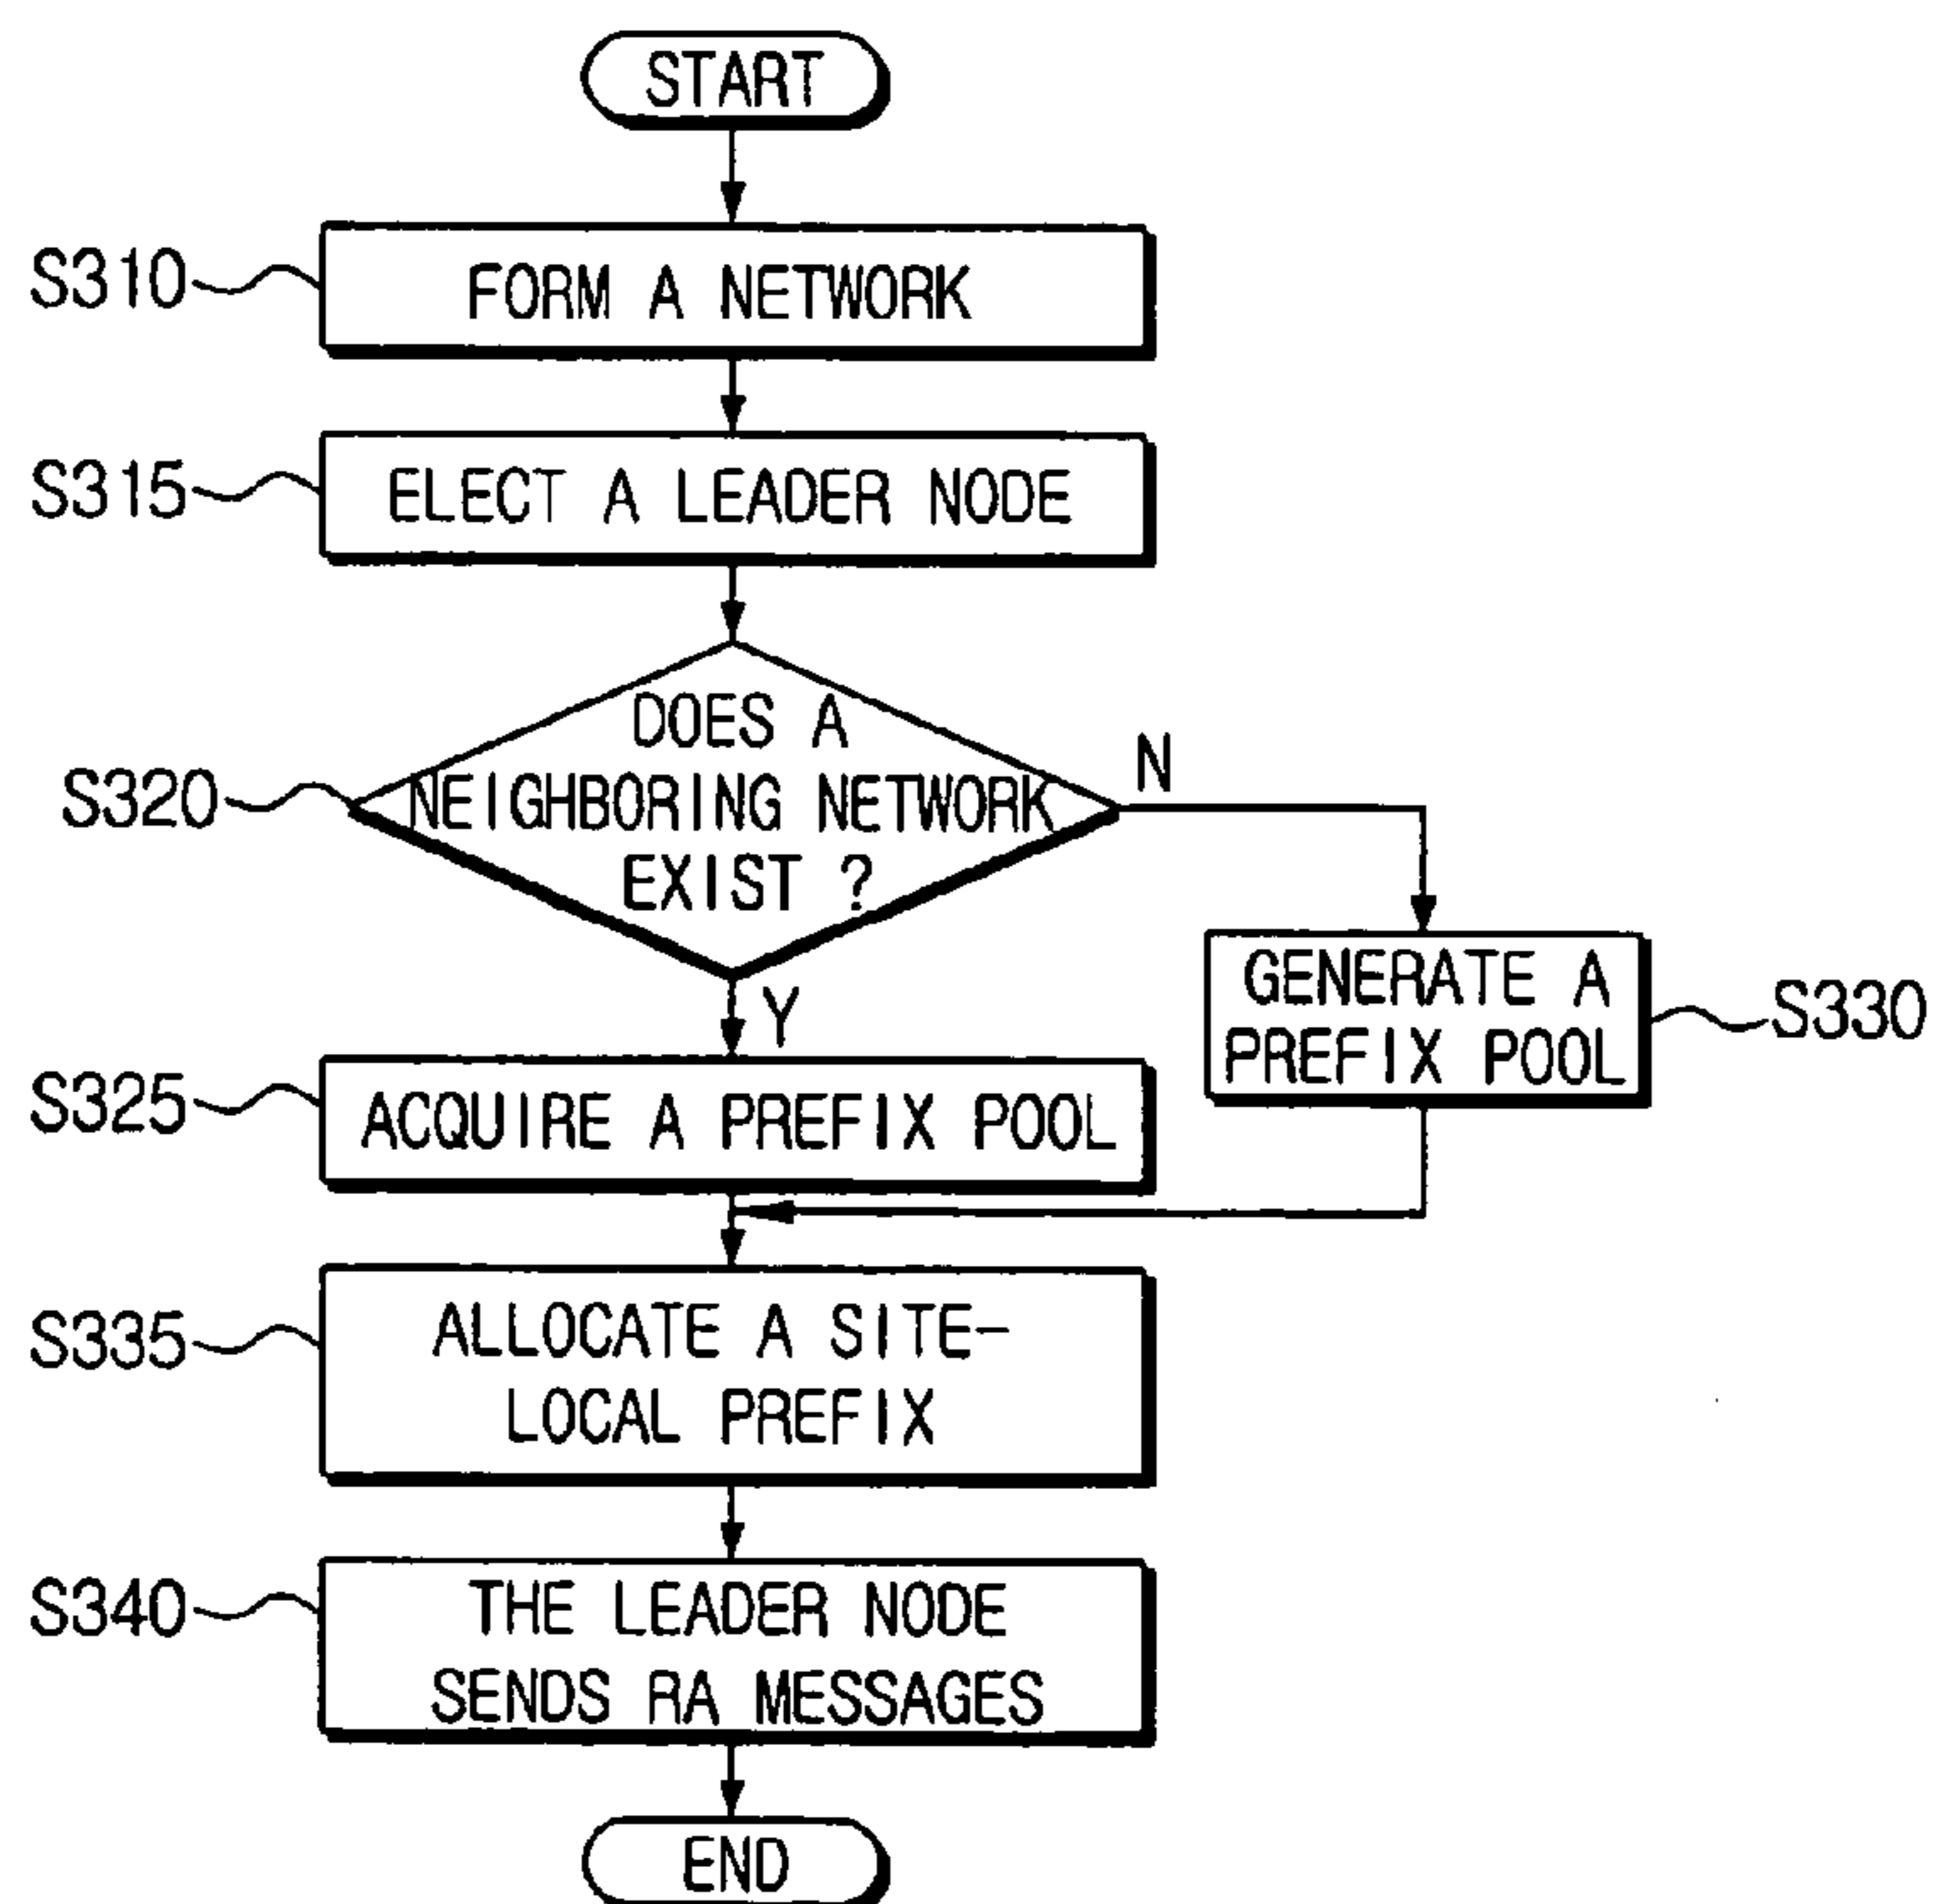 START
S310
FORM A NETWORK
S315
ELECT A LEADER NODE
S320
DOES A
NEIGHBORING NETWORK
EXIST ?
N
Y
GENERATE A
PREFIX POOL
S330
S325
ACQUIRE A PREFIX POOL
S335
ALLOCATE A SITE-
LOCAL PREFIX
S340
THE LEADER NODE
SENDS RA MESSAGES
END